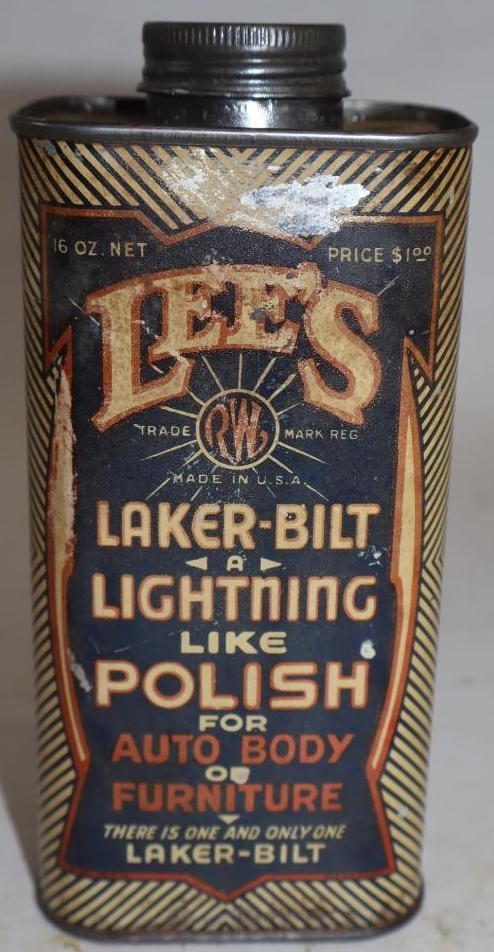 16 OZ. NET PRICE $1.00
LEE'S
TRADE RW MARK REG
MADE IN U.S.A.
LAKER-BILT
A
LIGHTNING
LIKE
POLISH
FOR
AUTO BODY
OR
FURNITURE
THERE IS ONE AND ONLY ONE
LAKER-BILT